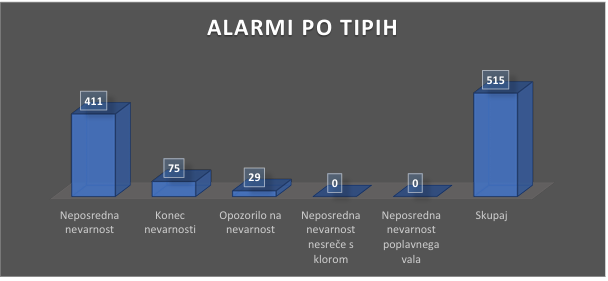 ALARMI PO TIPIH
411
75
29
0
0
515
Neposredna
nevarnost
Konec
nevarnosti
Opozorilo na
nevarnost
Neposredna
nevarnost
nesreče s
klorom
Neposredna
nevarnost
poplavnega
vala
Skupaj